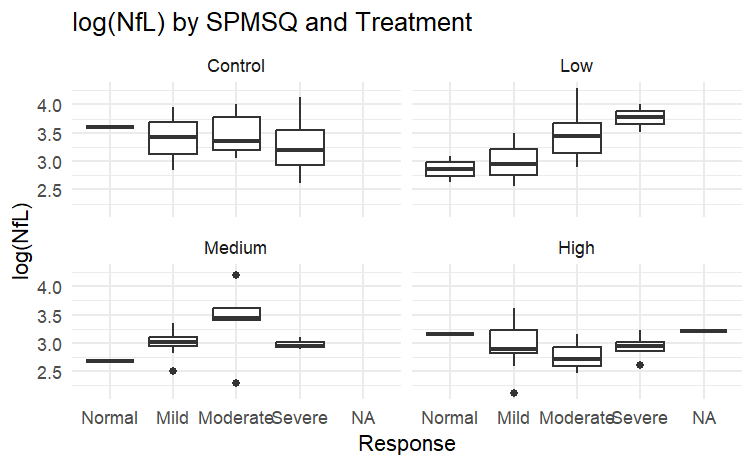 log(NfL) by SPMSQ and Treatment
Control
Low
4.0
3.5
3.0
2.5
log(NfL)
Medium
High
4.0
3.5
3.0
2.5
Normal Mild Moderate Severe NA
Normal Mild Moderate Severe NA
Response